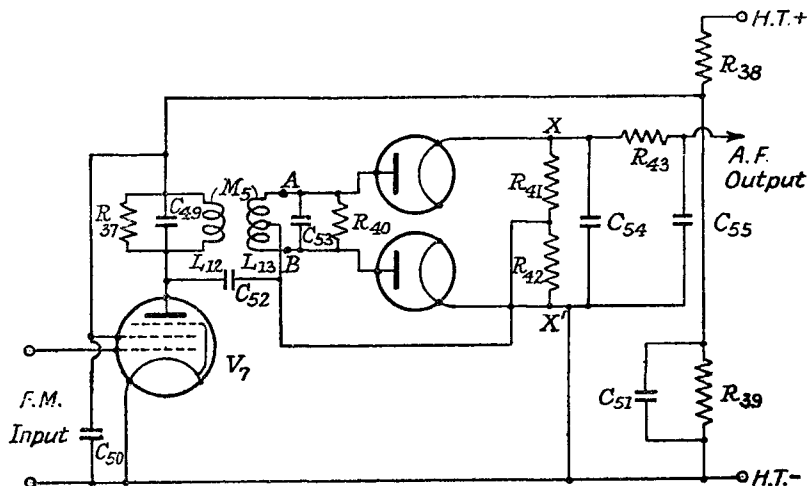 H.T.+
R38
X
R43
A.F.
Output
(M5)
A
R41
R37
C49
C53
R40
C54
C55
L12
L13
B
R42
C52
X'
V7
F.M.
Input
C50
C51
R39
H.T.-